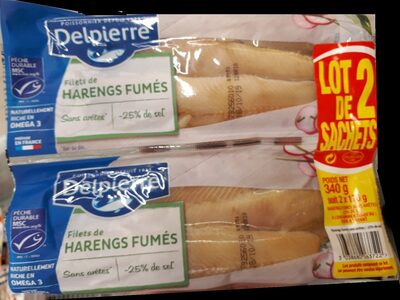 POISSONNIER DEPUIS
Delpierre
PÊCHE
DURABLE
MSC
Filets de
HARENGS FUMÉS
Sans arêtes
-25% de sel
NATURELLEMENT
RICHE EN
OMEGA 3
EN FRANCE
LOT
DE 2
SACHETS
POIDS NET
340 g
Delpierre
PÊCHE
DURABLE
MSC
Filets de
HARENGS FUMÉS
Sans arêtes
-25% de sel
NATURELLEMENT
RICHE EN
OMEGA 3